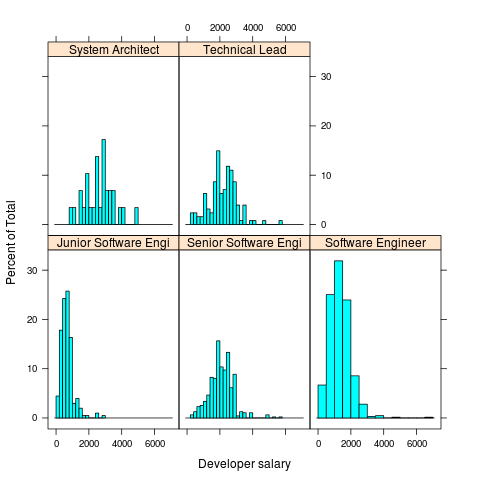 0 2000 4000 6000
System Architect Technical Lead
30
20
10
0
Percent of Total
Junior Software Engi Senior Software Engi Software Engineer
30
20
10
0
0 2000 4000 6000 0 2000 4000 6000
Developer salary